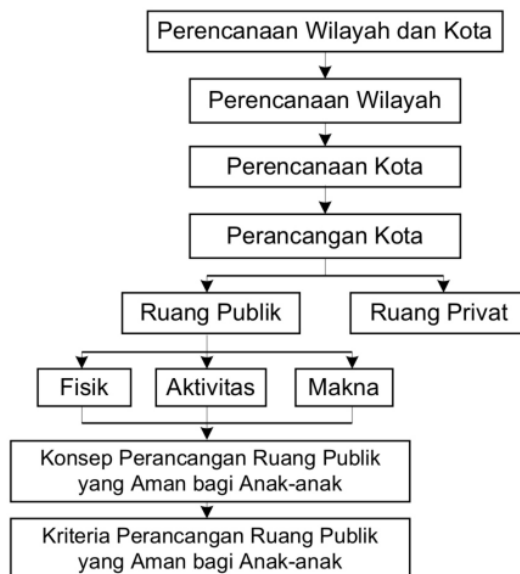 Perencanaan Wilayah dan Kota
Perencanaan Wilayah
Perencanaan Kota
Perancangan Kota
Ruang Publik
Ruang Privat
Fisik
Aktivitas
Makna
Konsep Perancangan Ruang Publik
yang Aman bagi Anak-anak
Kriteria Perancangan Ruang Publik
yang Aman bagi Anak-anak